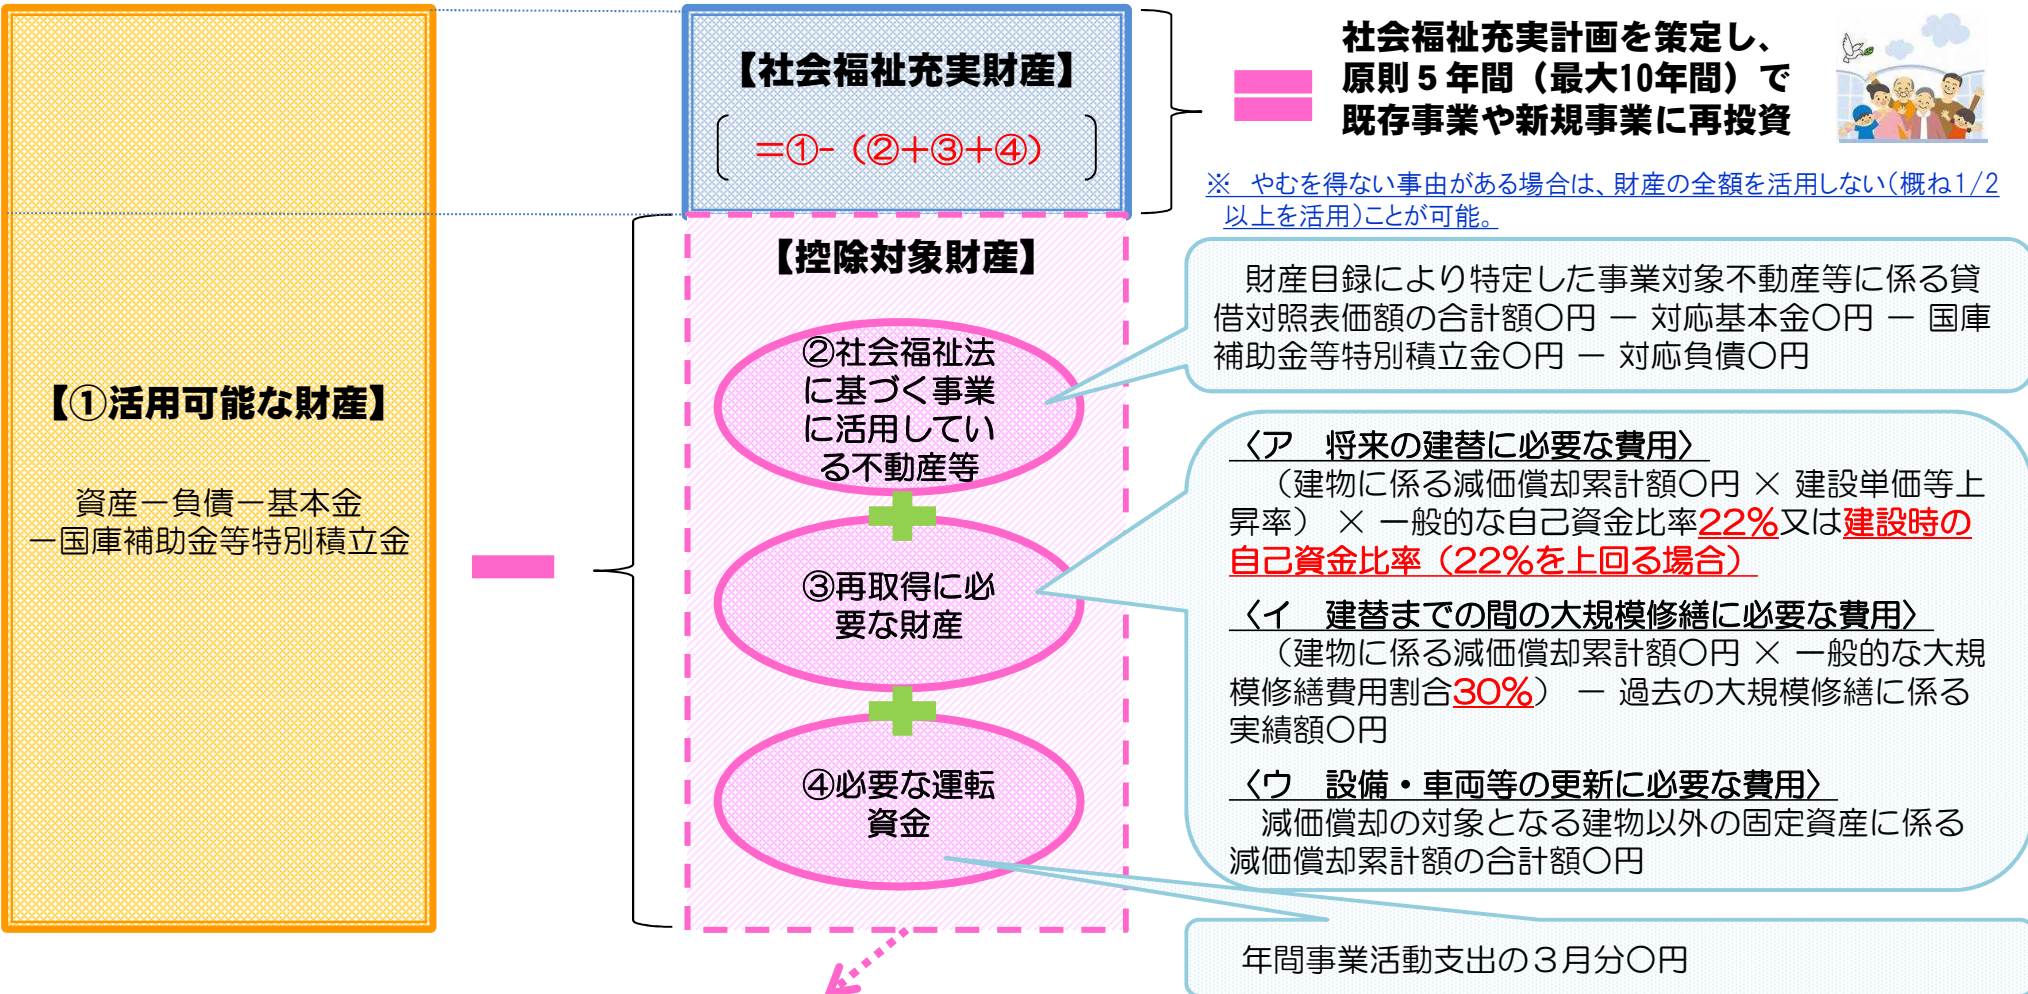 【①活用可能な財産】
資産－負債－基本金
－国庫補助金等特別積立金
【社会福祉充実財産】
＝①-（②＋③＋④）
社会福祉充実計画を策定し、
原則５年間（最大10年間）で
既存事業や新規事業に再投資
※　やむを得ない事由がある場合は、財産の全額を活用しない（概ね1/2
以上を活用）ことが可能。
【控除対象財産】
②社会福祉法
に基づく事業
に活用してい
る不動産等
③再取得に必
要な財産
④必要な運転
資金
財産目録により特定した事業対象不動産等に係る貸
借対照表価額の合計額〇円 － 対応基本金〇円 － 国庫
補助金等特別積立金〇円 － 対応負債〇円
〈ア　将来の建替に必要な費用〉
（建物に係る減価償却累計額〇円 × 建設単価等上
昇率） × 一般的な自己資金比率22％又は建設時の
自己資金比率（22％を上回る場合）
〈イ　建替までの間の大規模修繕に必要な費用〉
（建物に係る減価償却累計額〇円 × 一般的な大規
模修繕費用割合30％） － 過去の大規模修繕に係る
実績額〇円
〈ウ　設備・車両等の更新に必要な費用〉
減価償却の対象となる建物以外の固定資産に係る
減価償却累計額の合計額〇円
年間事業活動支出の３月分〇円